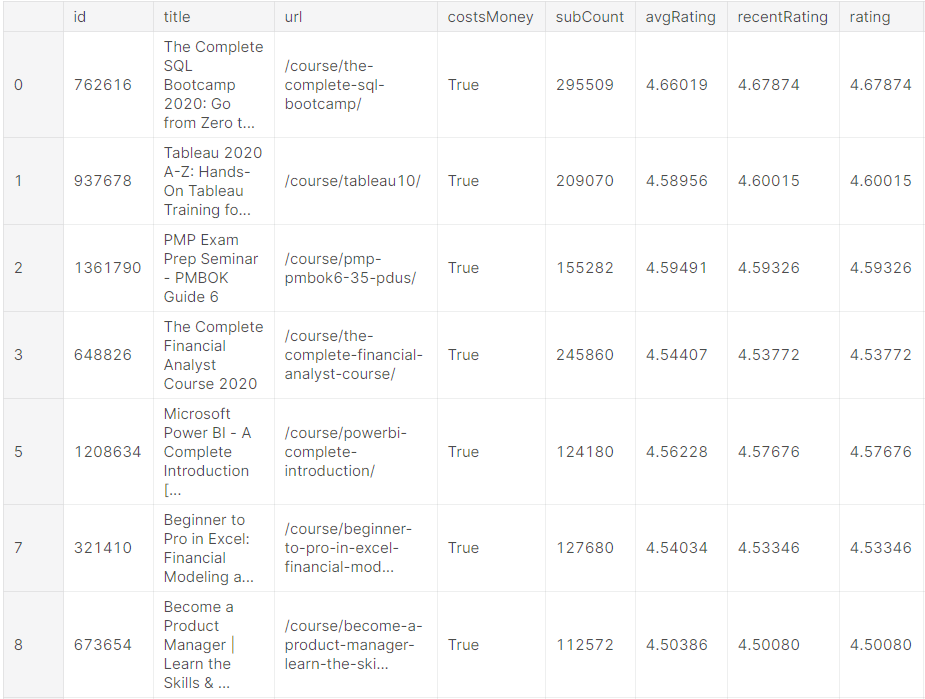 id title url costsMoney subCount avgRating recentRating rating
The Complete
SQL
Bootcamp
2020: Go
from Zero t...
0 762616 /course/the-
complete-sql-
bootcamp/ True 295509 4.66019 4.67874 4.67874
Tableau 2020
A-Z: Hands-
On Tableau
Training fo...
1 937678 /course/tableau10/ True 209070 4.58956 4.60015 4.60015
PMP Exam
Prep Seminar
- PMBOK
Guide 6
2 1361790 /course/pmp-
pmbok6-35-pdus/ True 155282 4.59491 4.59326 4.59326
The Complete
Financial
Analyst
Course 2020
3 648826 /course/the-
complete-financial-
analyst-course/ True 245860 4.54407 4.53772 4.53772
Microsoft
Power BI - A
Complete
Introduction
[...
5 1208634 /course/powerbi-
complete-
introduction/ True 124180 4.56228 4.57676 4.57676
Beginner to
Pro in Excel:
Financial
Modeling a...
7 321410 /course/beginner-
to-pro-in-excel-
financial-mod... True 127680 4.54034 4.53346 4.53346
Become a
Product
Manager |
Learn the
Skills & ...
8 673654 /course/become-a-
product-manager-
learn-the-ski... True 112572 4.50386 4.50080 4.50080